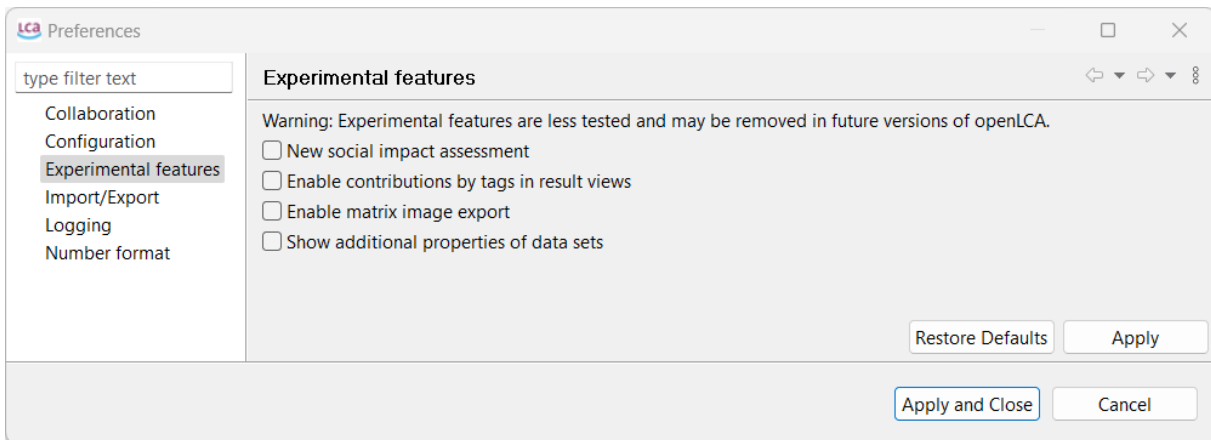 LCA Preferences
type filter text
Collaboration
Configuration
Experimental features
Import/Export
Logging
Number format
Experimental features
Warning: Experimental features are less tested and may be removed in future versions of openLCA.
New social impact assessment
Enable contributions by tags in result views
Enable matrix image export
Show additional properties of data sets
Restore Defaults
Apply
Apply and Close
Cancel